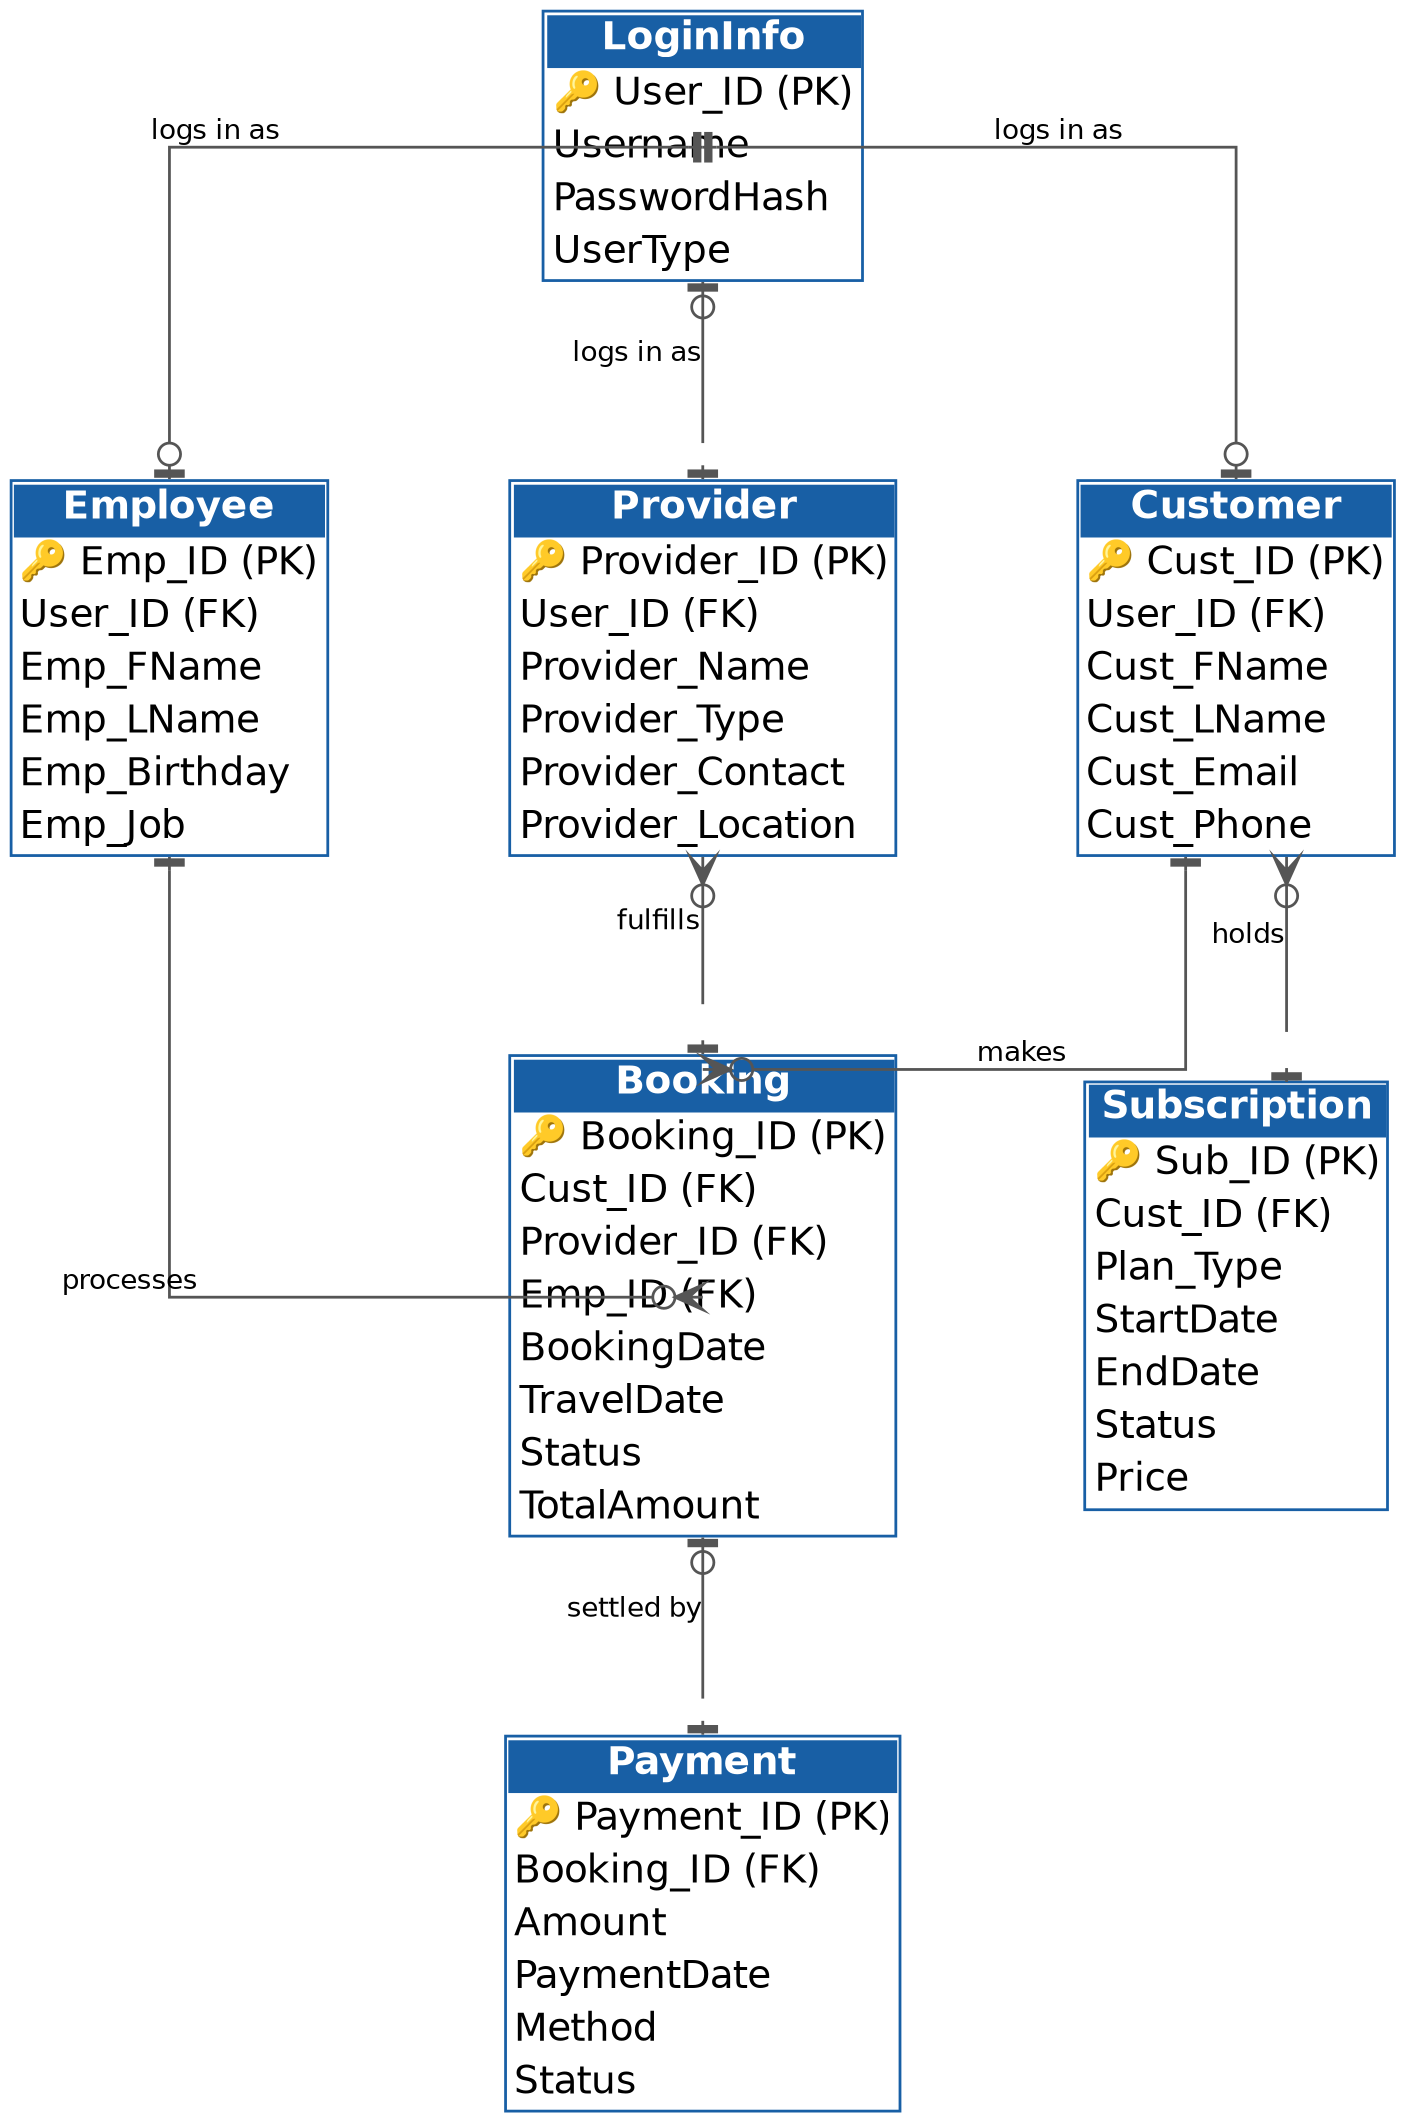 LoginInfo
🔑 User_ID (PK)
Username
PasswordHash
UserType
logs in as
logs in as
logs in as
Employee
🔑 Emp_ID (PK)
User_ID (FK)
Emp_FName
Emp_LName
Emp_Birthday
Emp_Job
Provider
🔑 Provider_ID (PK)
User_ID (FK)
Provider_Name
Provider_Type
Provider_Contact
Provider_Location
Customer
🔑 Cust_ID (PK)
User_ID (FK)
Cust_FName
Cust_LName
Cust_Email
Cust_Phone
fulfills
holds
makes
processes
Booking
🔑 Booking_ID (PK)
Cust_ID (FK)
Provider_ID (FK)
Emp_ID (FK)
BookingDate
TravelDate
Status
TotalAmount
Subscription
🔑 Sub_ID (PK)
Cust_ID (FK)
Plan_Type
StartDate
EndDate
Status
Price
settled by
Payment
🔑 Payment_ID (PK)
Booking_ID (FK)
Amount
PaymentDate
Method
Status